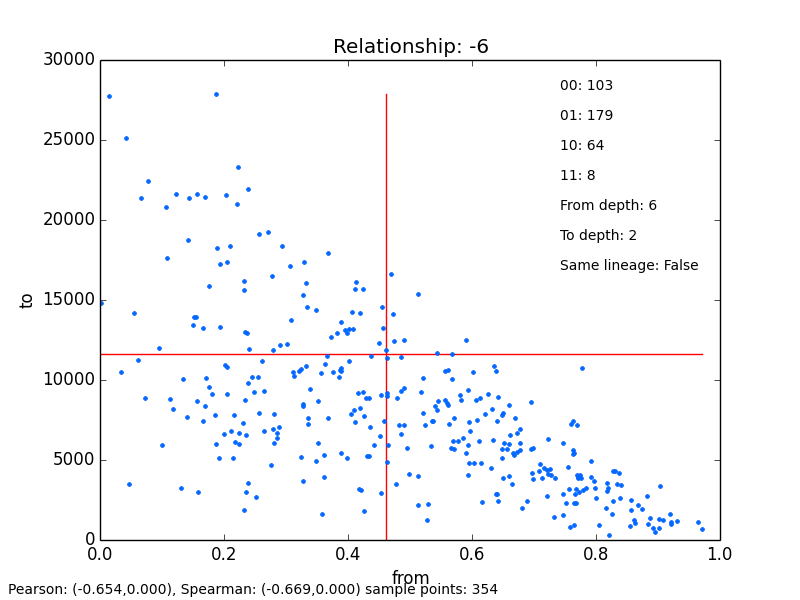 Relationship: -6
30000
25000
20000
15000
10000
5000
0
to
00: 103
01: 179
10: 64
11: 8
From depth: 6
To depth: 2
Same lineage: False
0.0 0.2 0.4 0.6 0.8 1.0
from
Pearson: (-0.654,0.000), Spearman: (-0.669,0.000) sample points: 354